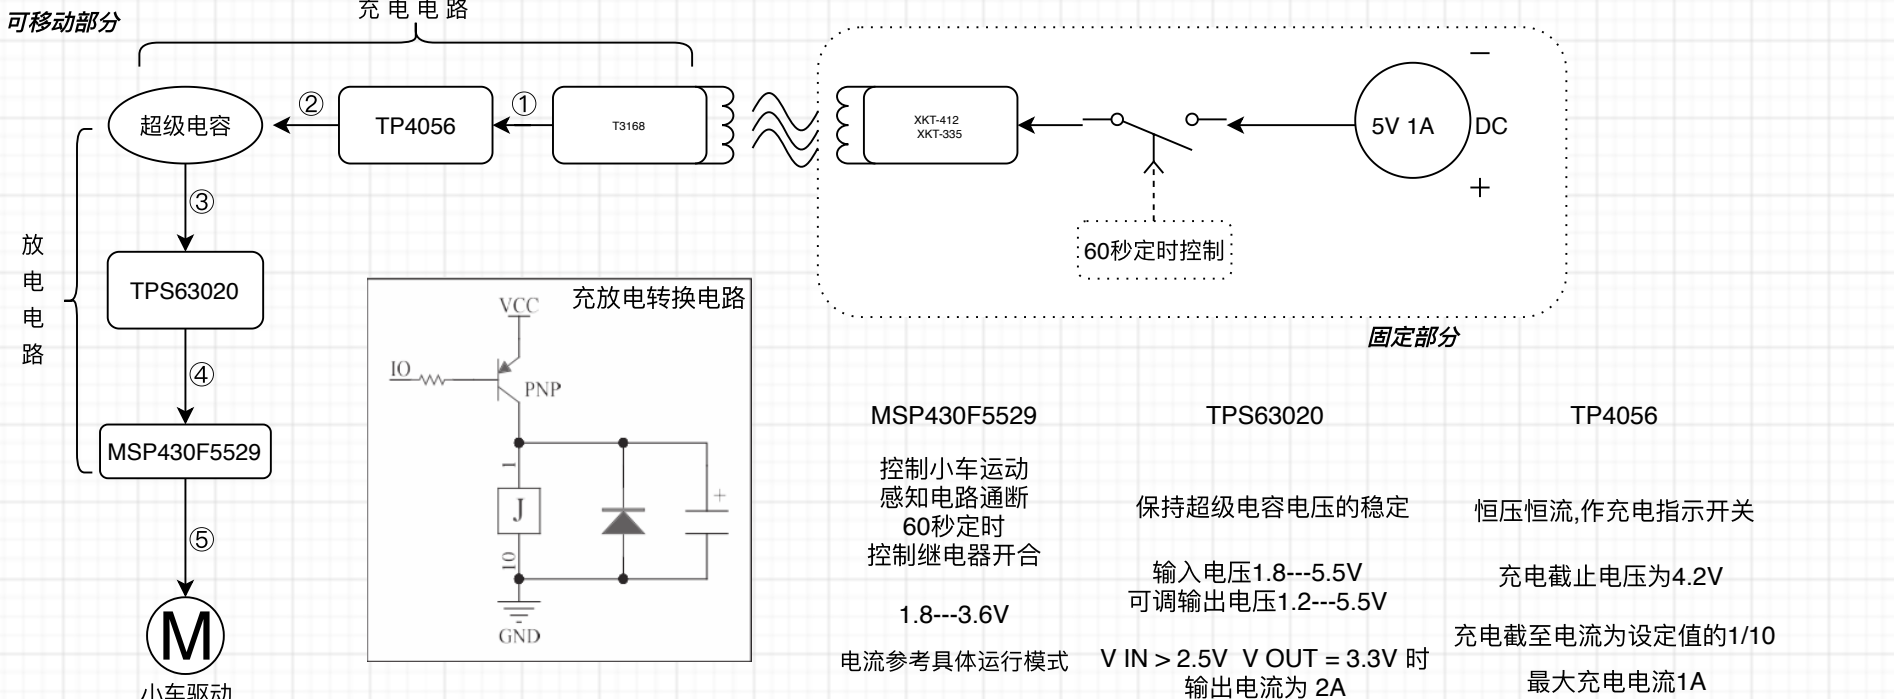 可移动部分
充 电 电 路
超级电容
②
TP4056
①
T3168
XKT-412
XKT-335
5V 1A
DC
−
+
60秒定时控制
固定部分
放
电
电
路
③
TPS63020
④
MSP430F5529
⑤
M
小车驱动
充放电转换电路
VCC
IO
PNP
1
J
+
10
GND
MSP430F5529
控制小车运动
感知电路通断
60秒定时
控制继电器开合
1.8---3.6V
电流参考具体运行模式
TPS63020
保持超级电容电压的稳定
输入电压1.8---5.5V
可调输出电压1.2---5.5V
V IN > 2.5V V OUT = 3.3V 时
输出电流为 2A
TP4056
恒压恒流,作充电指示开关
充电截止电压为4.2V
充电截至电流为设定值的1/10
最大充电电流1A